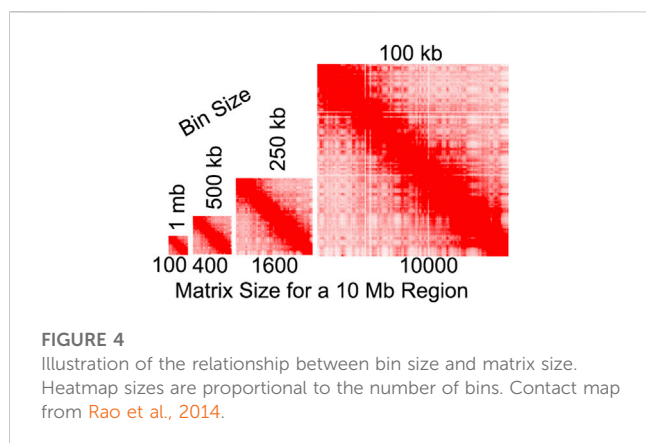 100 kb
Bin Size
250 kb
500 kb
1 mb
100 400 1600 10000
Matrix Size for a 10 Mb Region
FIGURE 4
Illustration of the relationship between bin size and matrix size.
Heatmap sizes are proportional to the number of bins. Contact map
from Rao et al., 2014.